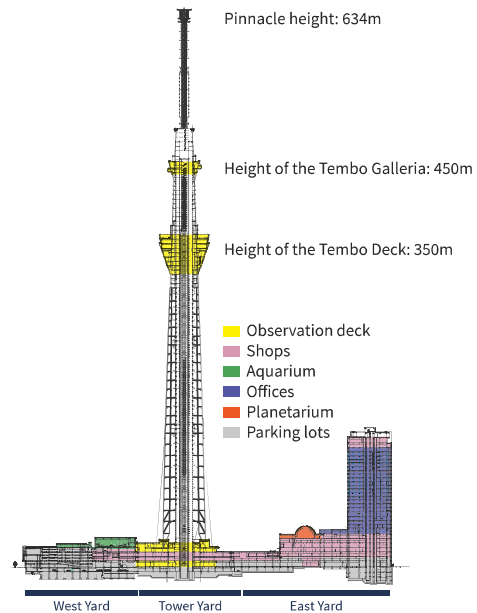 Pinnacle height: 634m
Height of the Tembo Galleria: 450m
Height of the Tembo Deck: 350m
Observation deck
Shops
Aquarium
Offices
Planetarium
Parking lots
West Yard
Tower Yard
East Yard